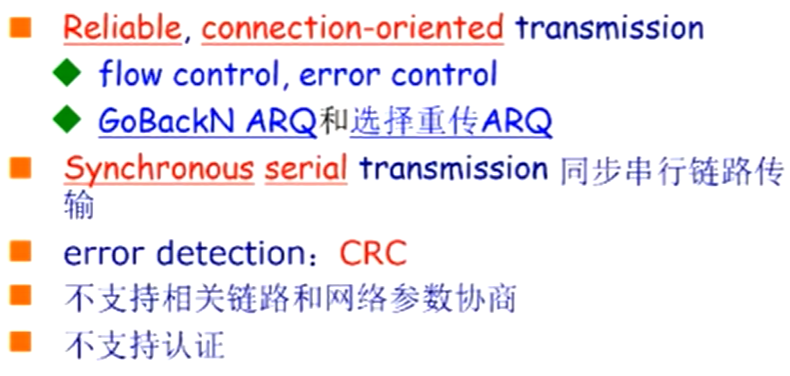 Reliable, connection-oriented transmission
flow control, error control
GoBackN ARQ和选择重传ARQ
Synchronous serial transmission 同步串行链路传
输
error detection：CRC
不支持相关链路和网络参数协商
不支持认证